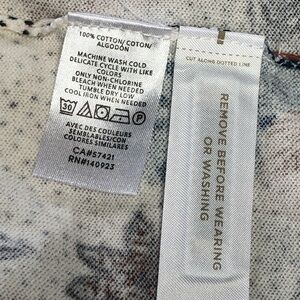 100% COTTON/COTON/
ALGODÓN
MACHINE WASH COLD
DELICATE CYCLE WITH LIKE
COLORS
ONLY NON-CHLORINE
BLEACH WHEN NEEDED
TUMBLE DRY LOW
COOL IRON WHEN NEEDED
30
P
AVEC DES COULEURS
SEMBLABLES/CON
COLORES SIMILARES
CA#57421
RN#140923
CUT ALONG DOTTED LINE
REMOVE BEFORE WEARING
OR WASHING